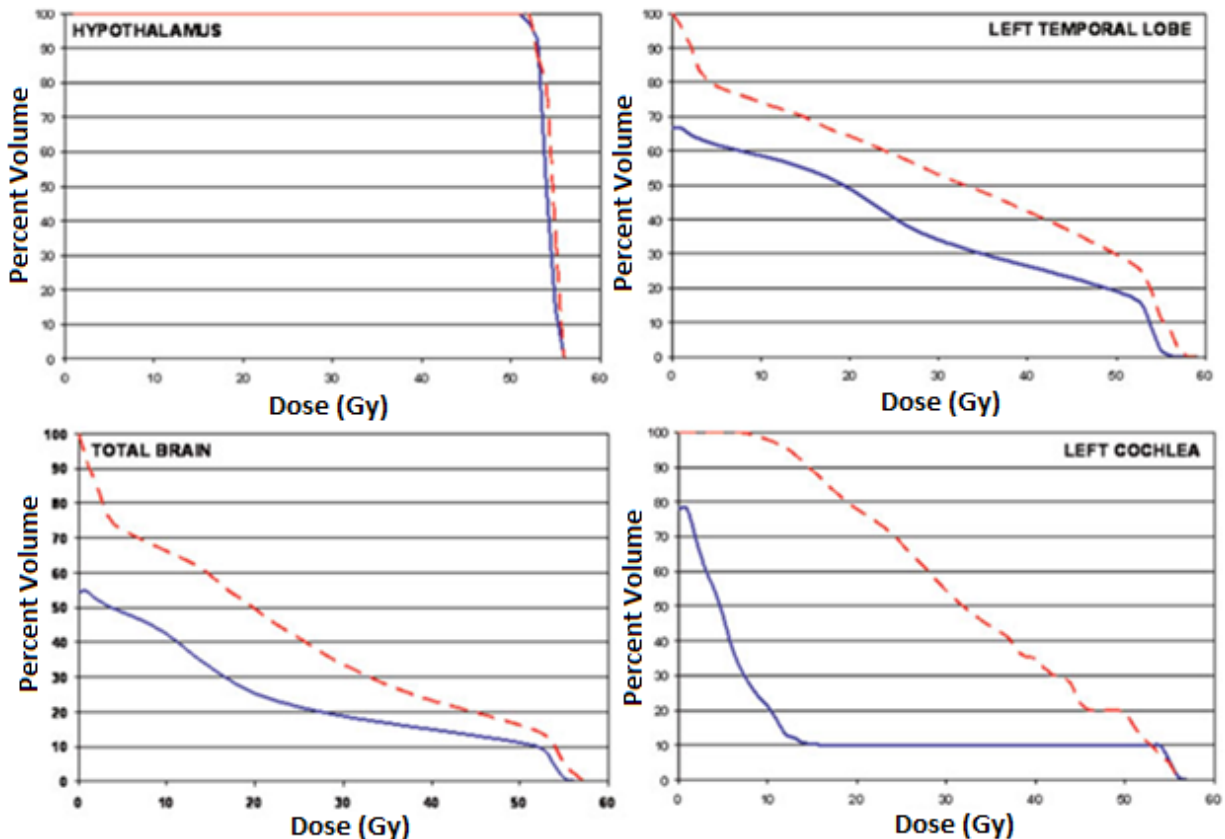 HYPOTHALAMUS
Percent Volume
100
90
80
70
60
50
40
30
20
10
0
0 10 20 30 40 50 60
Dose (Gy)
LEFT TEMPORAL LOBE
Percent Volume
100
90
80
70
60
50
40
30
20
10
0
0 10 20 30 40 50 60
Dose (Gy)
TOTAL BRAIN
Percent Volume
100
90
80
70
60
50
40
30
20
10
0
0 10 20 30 40 50 60
Dose (Gy)
LEFT COCHLEA
Percent Volume
100
90
80
70
60
50
40
30
20
10
0
0 10 20 30 40 50 60
Dose (Gy)